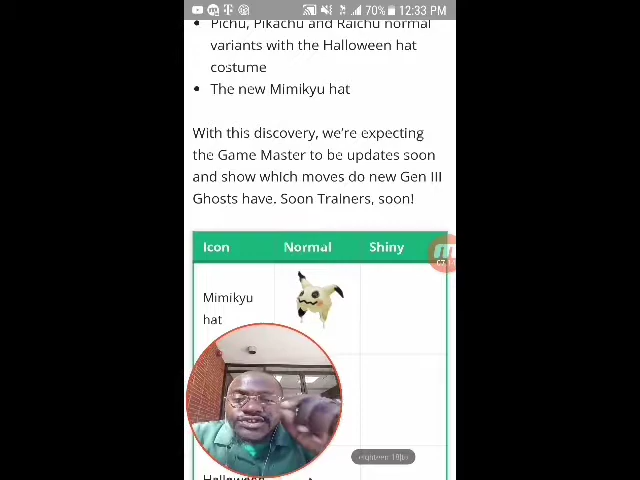 70% 12:33 PM
Pichu, Pikachu and Raichu normal
variants with the Halloween hat
costume
The new Mimikyu hat
With this discovery, we're expecting
the Game Master to be updates soon
and show which moves do new Gen III
Ghosts have. Soon Trainers, soon!
Icon Normal Shiny
Mimikyu
hat
Halloween